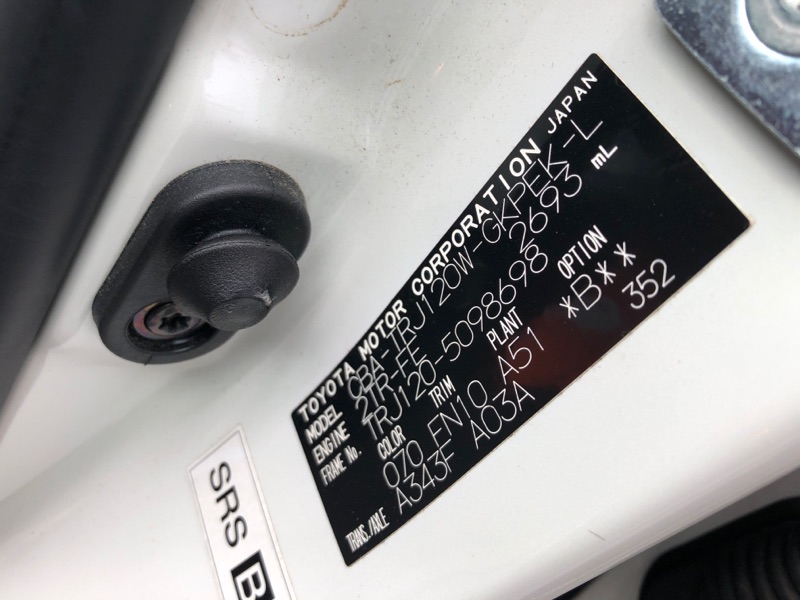 TOYOTA MOTOR CORPORATION JAPAN
MODEL CBA-TRJ120W-GKPEK-L
ENGINE 2TR-FE 2693 mL
FRAME No. TRJ120-5098698
COLOR TRIM PLANT OPTION
070 FN10 A51 *B**
TRANS./AXLE A343F A03A 352
SRS B